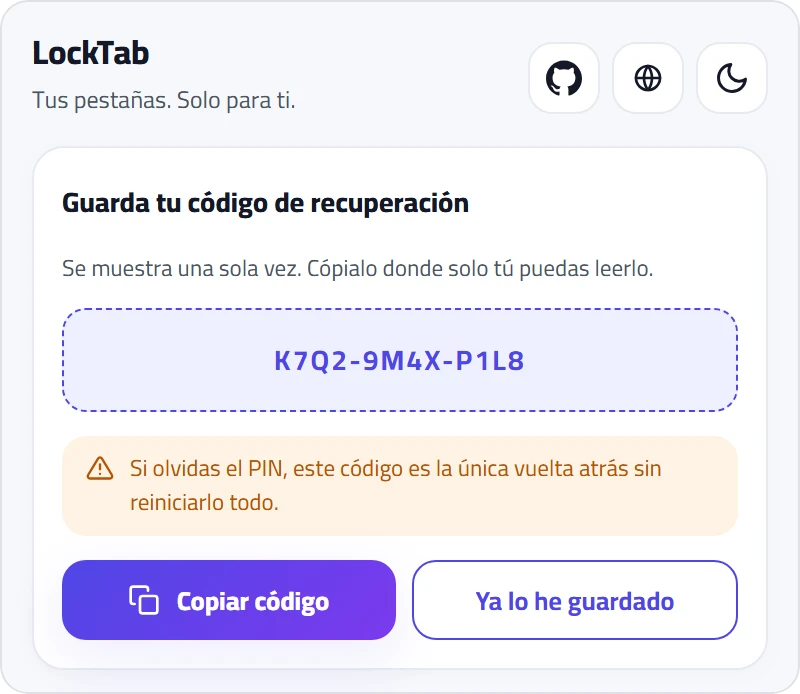 LockTab
Tus pestañas. Solo para ti.
Guarda tu código de recuperación
Se muestra una sola vez. Cópialo donde solo tú puedas leerlo.
K7Q2-9M4X-P1L8
Si olvidas el PIN, este código es la única vuelta atrás sin
reiniciarlo todo.
Copiar código
Ya lo he guardado